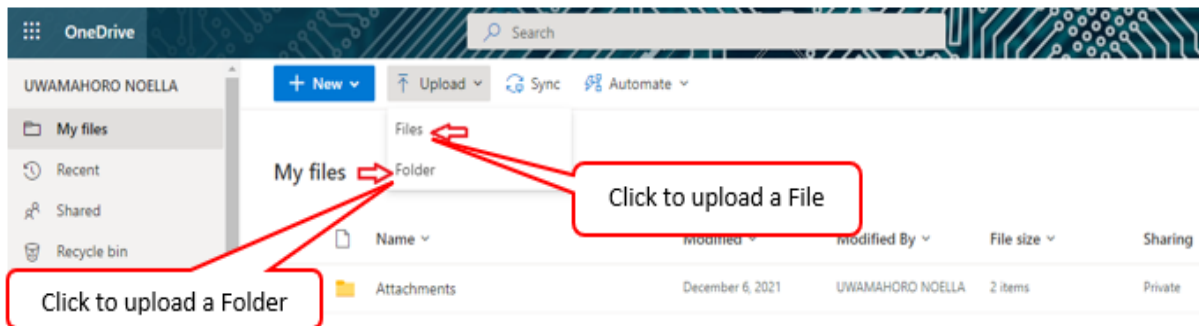 OneDrive
Search
UWAMAHORO NOELLA
New
Upload
Sync
Automate
My files
Files
Recent
My files
Folder
Shared
Click to upload a File
Recycle bin
Name
Modified
Modified By
File size
Sharing
Click to upload a Folder
Attachments
December 6, 2021
UWAMAHORO NOELLA
2 items
Private